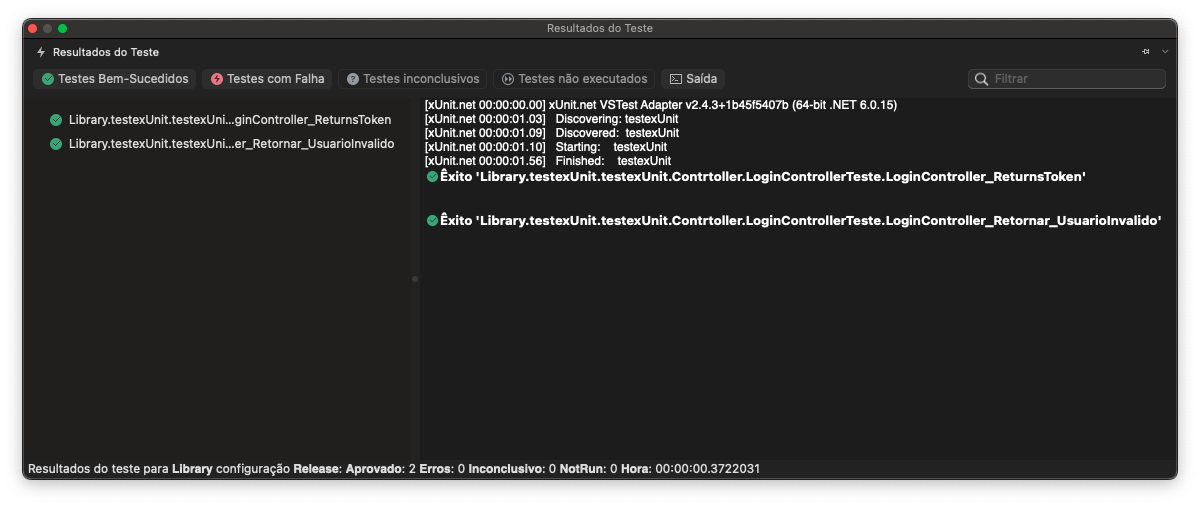 Resultados do Teste
Resultados do Teste
Testes Bem-Sucedidos Testes com Falha Testes inconclusivos Testes não executados Saída Filtrar
Library.testexUnit.testexUni...ginController_ReturnsToken
Library.testexUnit.testexUni...er_Retornar_UsuarioInvalido
[xUnit.net 00:00:00.00] xUnit.net VSTest Adapter v2.4.3+1b45f5407b (64-bit .NET 6.0.15)
[xUnit.net 00:00:01.03] Discovering: testexUnit
[xUnit.net 00:00:01.09] Discovered: testexUnit
[xUnit.net 00:00:01.10] Starting: testexUnit
[xUnit.net 00:00:01.56] Finished: testexUnit
Êxito 'Library.testexUnit.testexUnit.Contrtoller.LoginControllerTeste.LoginController_ReturnsToken'
Êxito 'Library.testexUnit.testexUnit.Contrtoller.LoginControllerTeste.LoginController_Retornar_UsuarioInvalido'
Resultados do teste para Library configuração Release: Aprovado: 2 Erros: 0 Inconclusivo: 0 NotRun: 0 Hora: 00:00:00.3722031